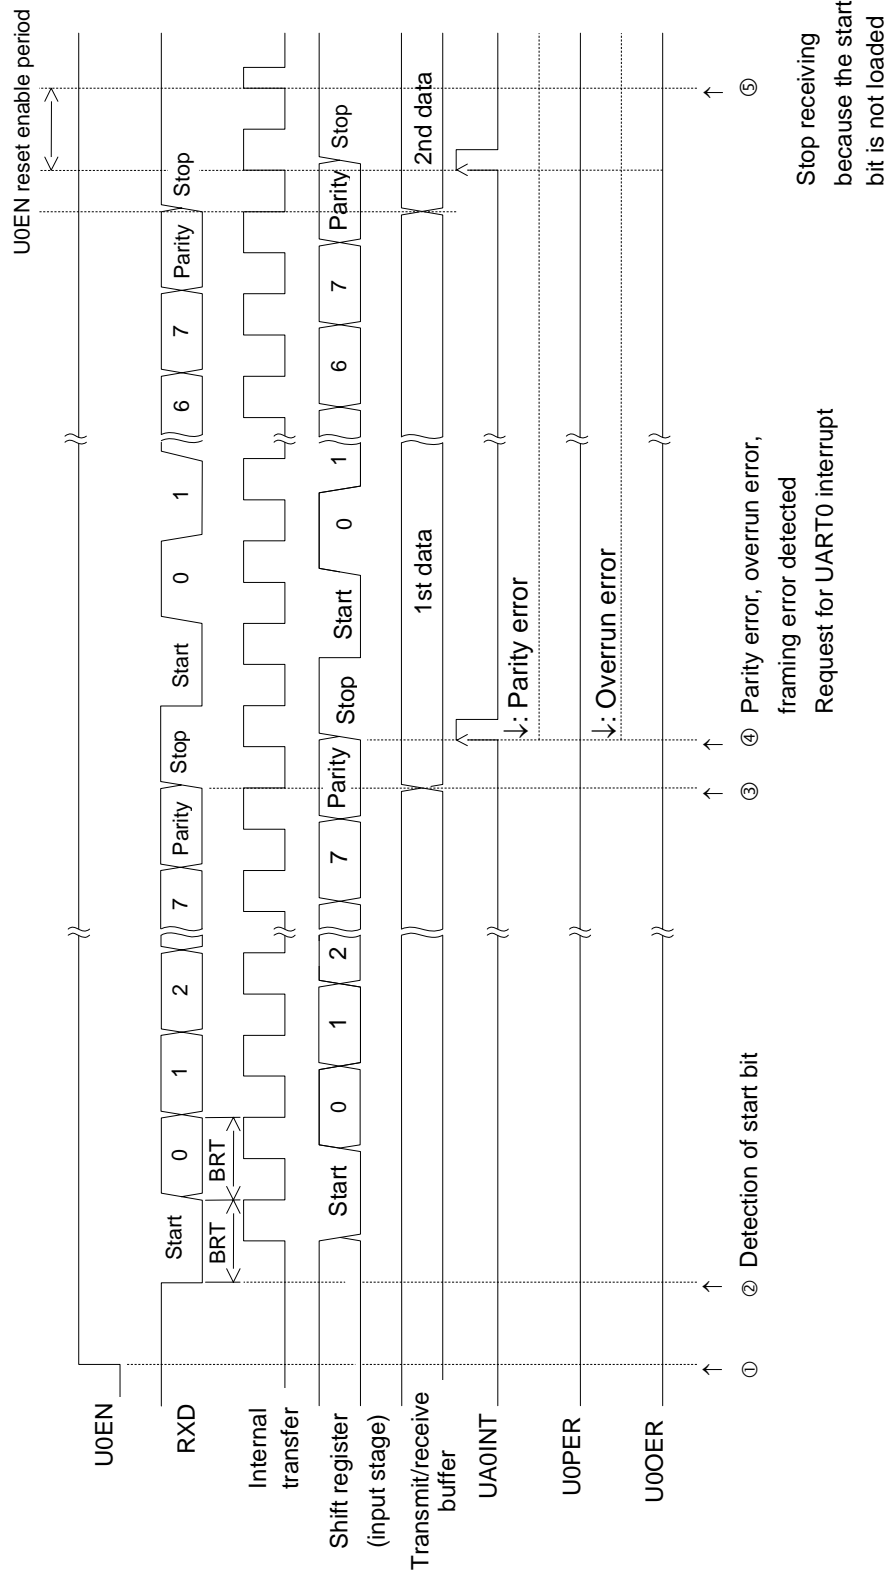 U0EN reset enable period
U0EN
RXD
Start 0 1 2 7 Parity Stop Start 0 1 6 7 Parity Stop
BRT BRT
Internal
transfer
Shift register
(input stage)
Start 0 1 2 7 Parity Stop Start 0 1 6 7 Parity Stop
Transmit/receive
buffer
1st data 2nd data
UA0INT
↓: Parity error
U0PER
↓: Overrun error
U0OER
①
② Detection of start bit
③
④ Parity error, overrun error,
framing error detected
Request for UART0 interrupt
⑤
Stop receiving
because the start
bit is not loaded